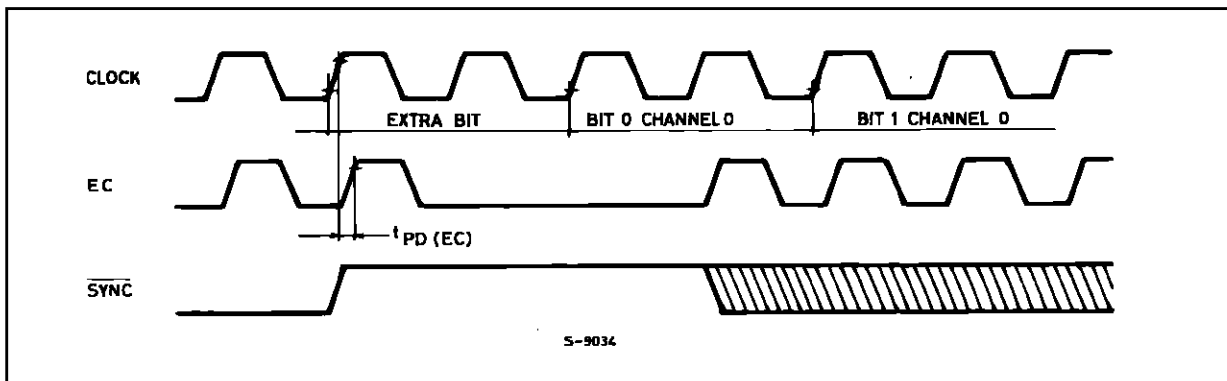 CLOCK
EXTRA BIT
BIT 0 CHANNEL 0
BIT 1 CHANNEL 0
EC
t PD (EC)
SYNC
S-9034